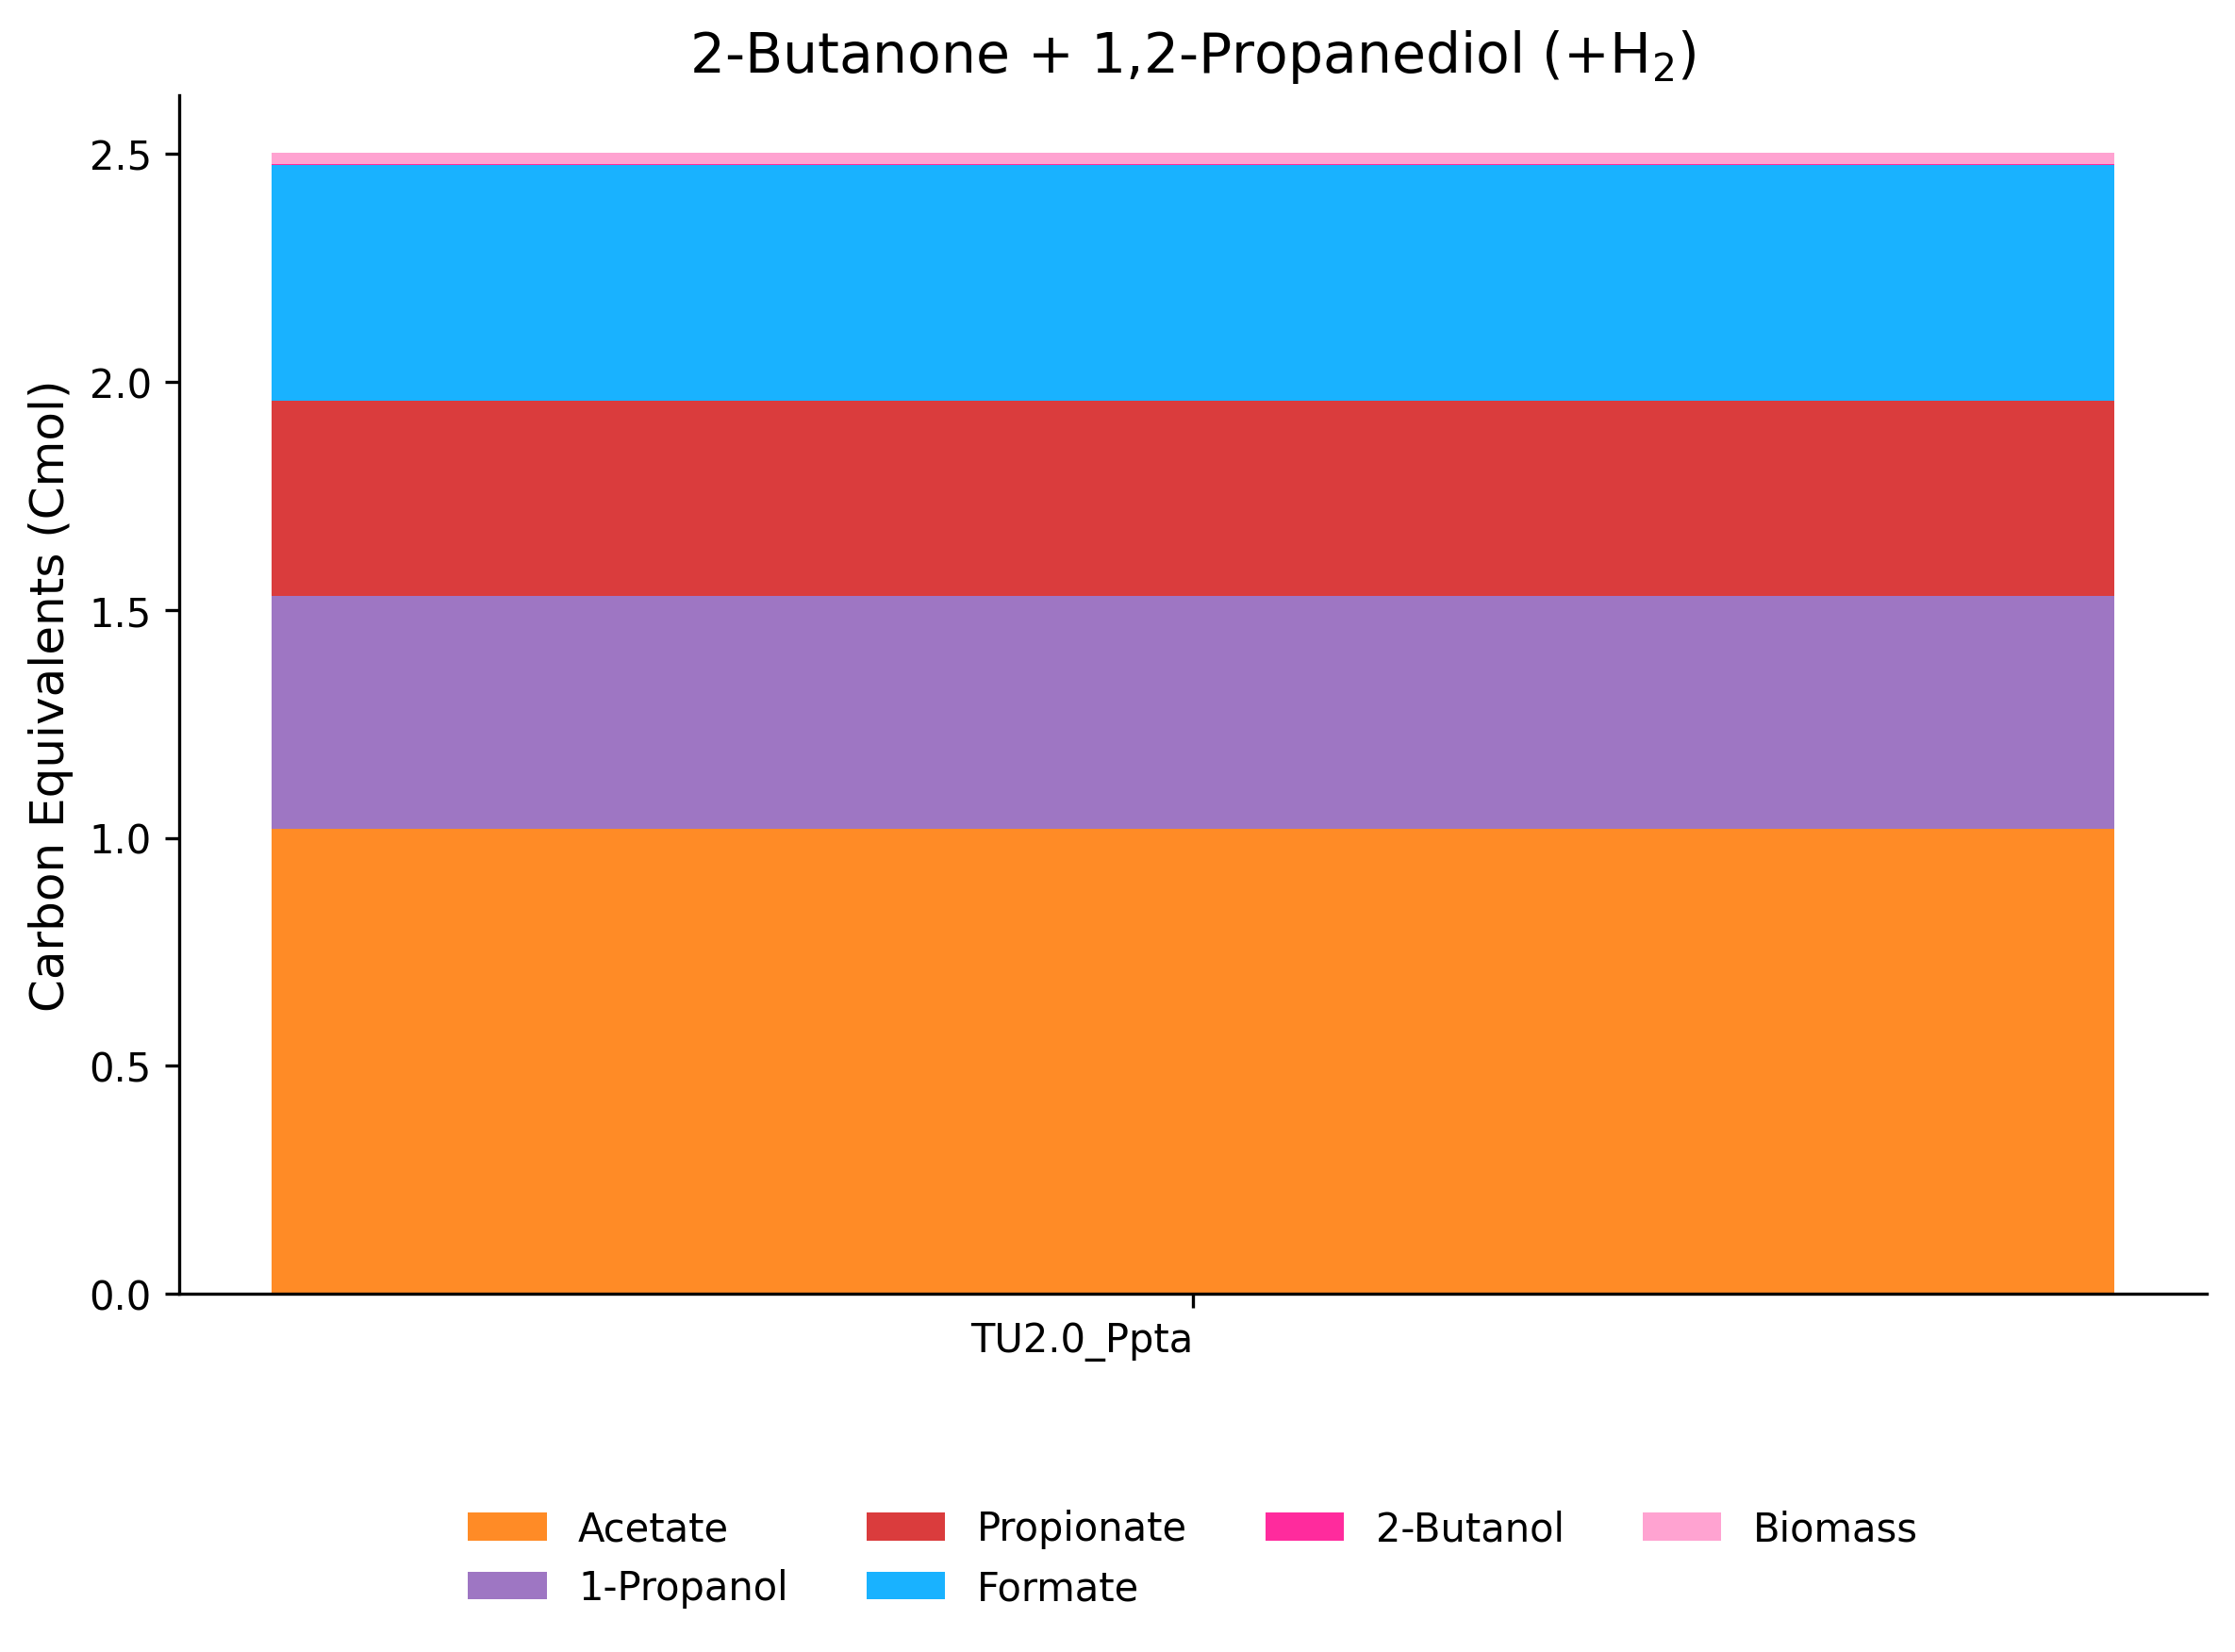 2-Butanone + 1,2-Propanediol (+H₂)
Carbon Equivalents (Cmol)
2.5
2.0
1.5
1.0
0.5
0.0
TU2.0_Ppta
Acetate
Propionate
2-Butanol
Biomass
1-Propanol
Formate